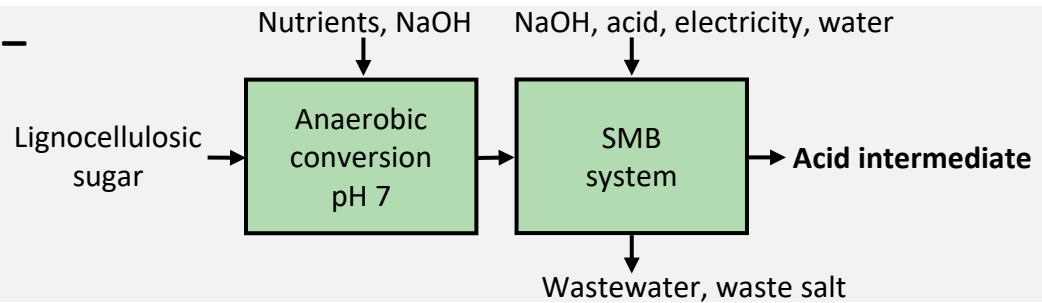 Nutrients, NaOH
NaOH, acid, electricity, water
Lignocellulosic
sugar
Anaerobic
conversion
pH 7
SMB
system
Acid intermediate
Wastewater, waste salt